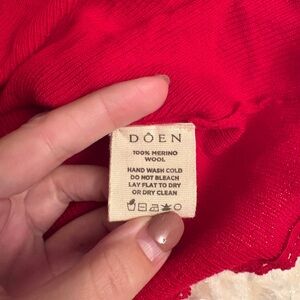 DÔEN
100% MERINO
WOOL
HAND WASH COLD
DO NOT BLEACH
LAY FLAT TO DRY
OR DRY CLEAN